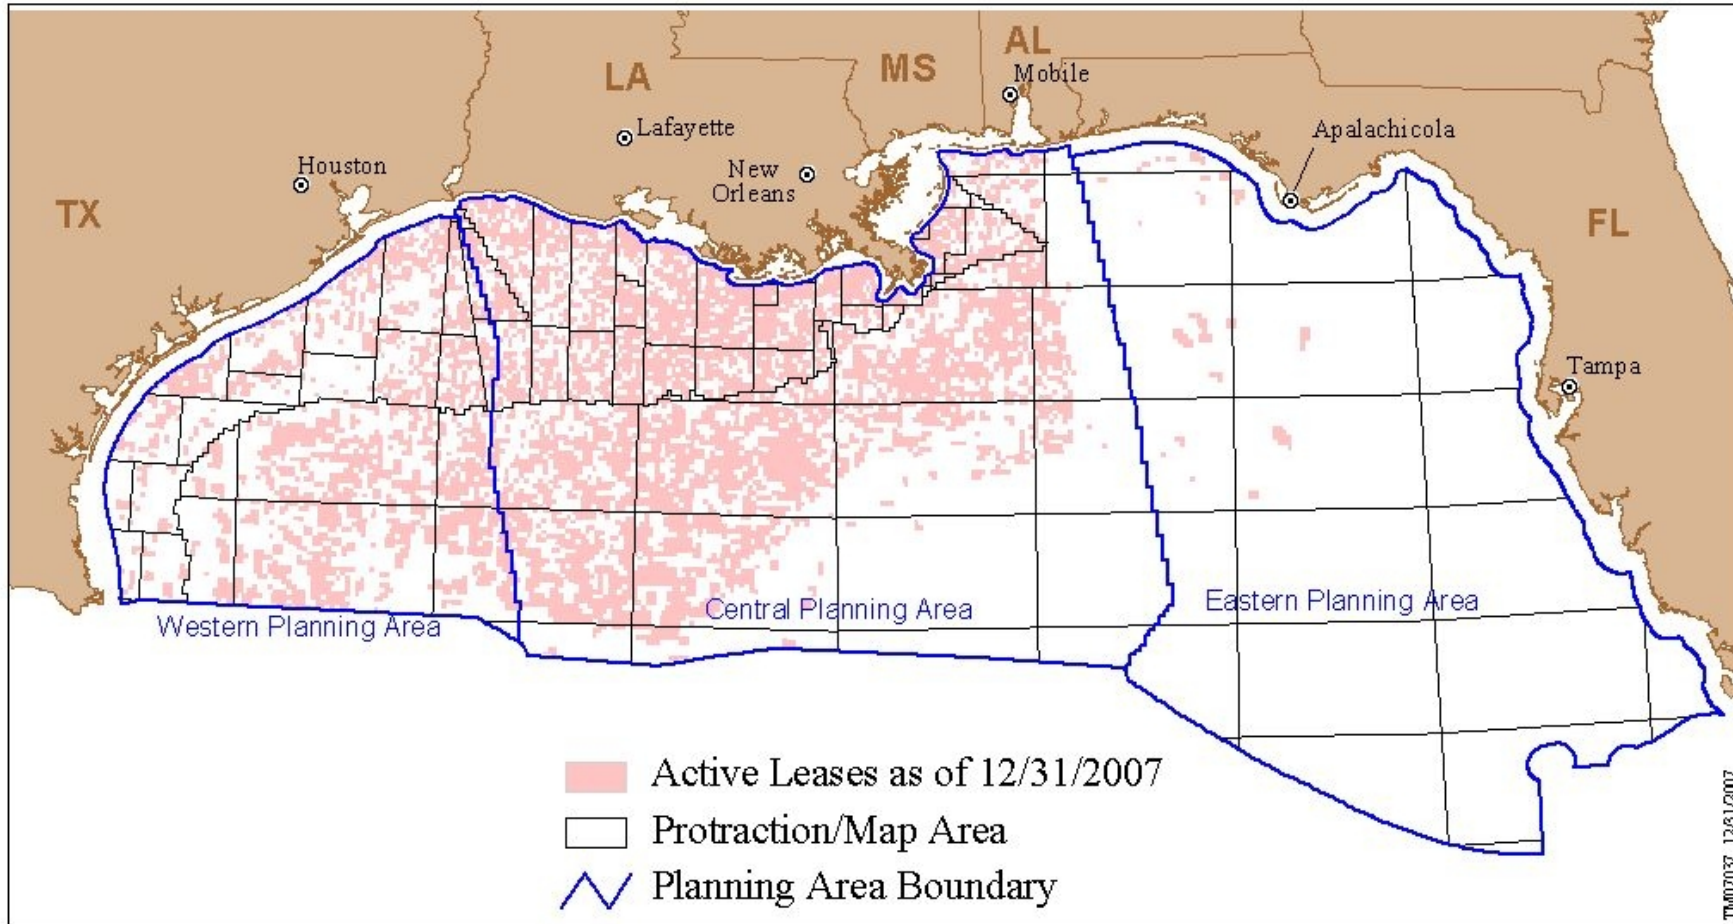 AL
MS
Mobile
LA
Lafayette
Apalachicola
Houston
New
Orleans
TX
FL
Tampa
Western Planning Area
Central Planning Area
Eastern Planning Area
Active Leases as of 12/31/2007
Protraction/Map Area
Planning Area Boundary